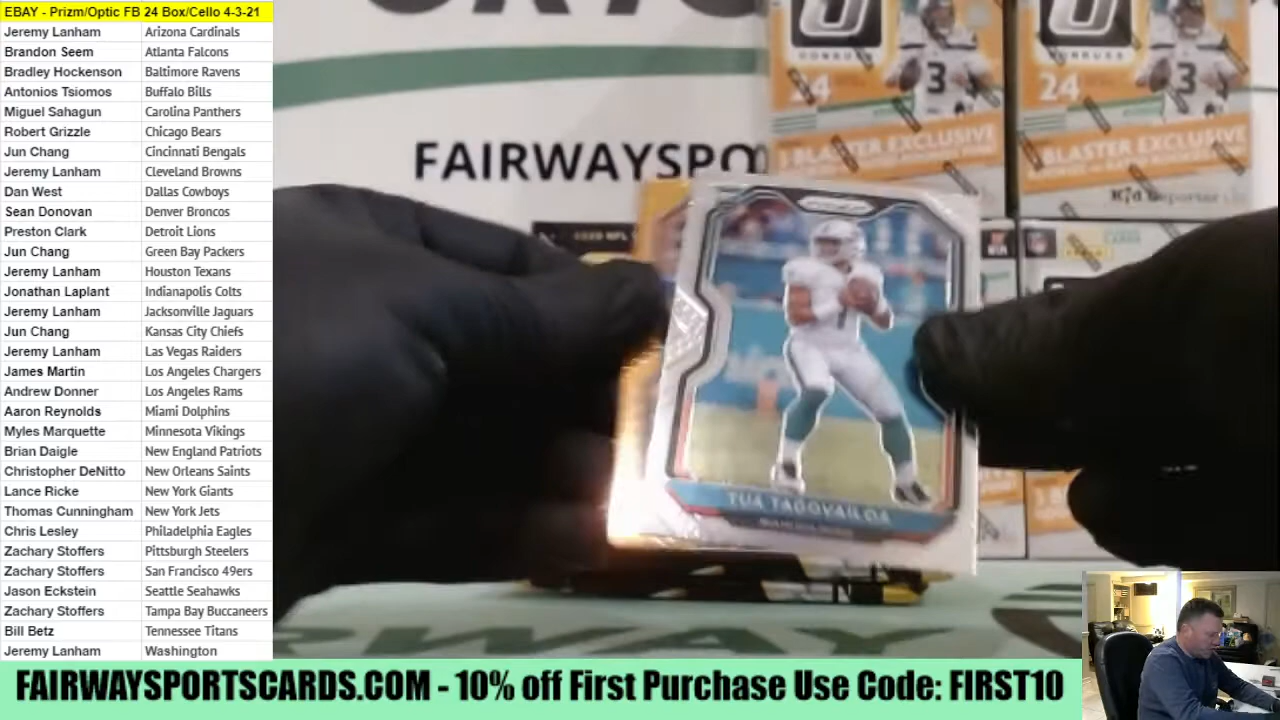 EBAY - Prizm/Optic FB 24 Box/Cello 4-3-21
Jeremy Lanham Arizona Cardinals
Brandon Seem Atlanta Falcons
Bradley Hockenson Baltimore Ravens
Antonios Tsiomos Buffalo Bills
Miguel Sahagun Carolina Panthers
Robert Grizzle Chicago Bears
Jun Chang Cincinnati Bengals
Jeremy Lanham Cleveland Browns
Dan West Dallas Cowboys
Sean Donovan Denver Broncos
Preston Clark Detroit Lions
Jun Chang Green Bay Packers
Jeremy Lanham Houston Texans
Jonathan Laplant Indianapolis Colts
Jeremy Lanham Jacksonville Jaguars
Jun Chang Kansas City Chiefs
Jeremy Lanham Las Vegas Raiders
James Martin Los Angeles Chargers
Andrew Donner Los Angeles Rams
Aaron Reynolds Miami Dolphins
Myles Marquette Minnesota Vikings
Brian Daigle New England Patriots
Christopher DeNitto New Orleans Saints
Lance Ricke New York Giants
Thomas Cunningham New York Jets
Chris Lesley Philadelphia Eagles
Zachary Stoffers Pittsburgh Steelers
Zachary Stoffers San Francisco 49ers
Jason Eckstein Seattle Seahawks
Zachary Stoffers Tampa Bay Buccaneers
Bill Betz Tennessee Titans
Jeremy Lanham Washington
DONRUSS
24
BLASTER EXCLUSIVE
DONRUSS
24
BLASTER EXCLUSIVE
FAIRWAYSPO
PRIZM
TUA TAGOVAILOA
FAIRWAYSPORTSCARDS.COM - 10% off First Purchase Use Code: FIRST10